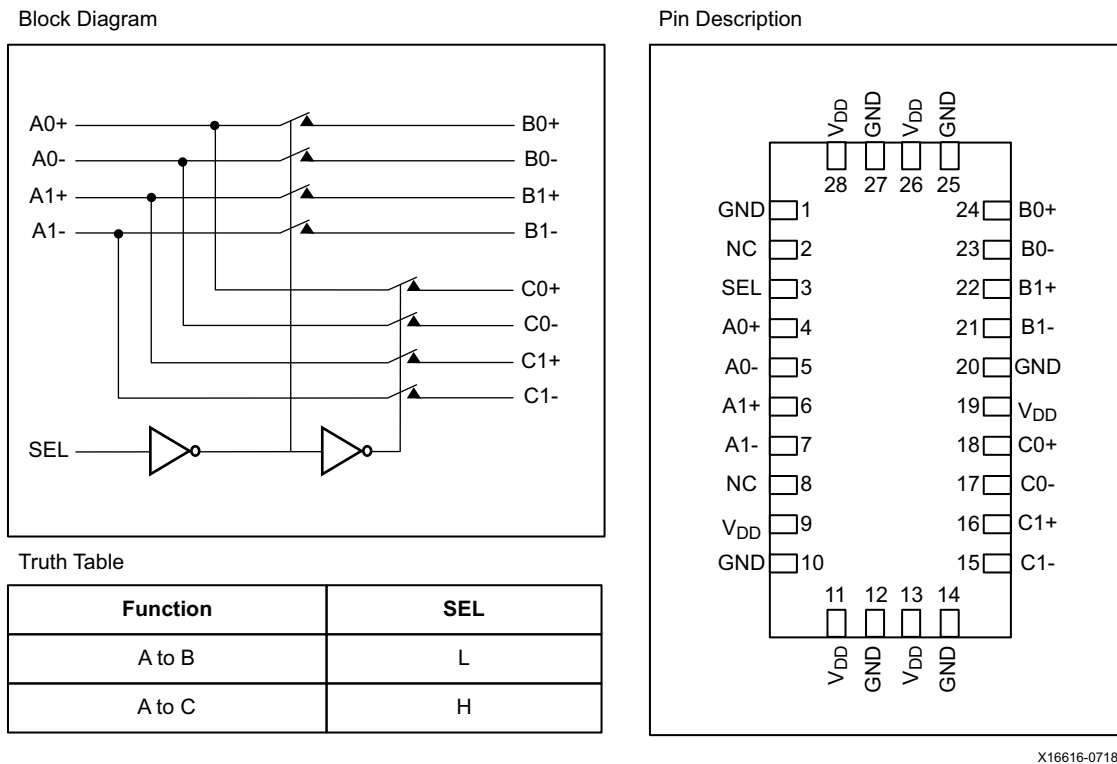 Block Diagram
A0+
B0+
A0-
B0-
A1+
B1+
A1-
B1-
C0+
C0-
C1+
C1-
SEL
Truth Table
Function SEL
A to B L
A to C H
Pin Description
VDD GND VDD GND
28 27 26 25
GND 1 24 B0+
NC 2 23 B0-
SEL 3 22 B1+
A0+ 4 21 B1-
A0- 5 20 GND
A1+ 6 19 VDD
A1- 7 18 C0+
NC 8 17 C0-
VDD 9 16 C1+
GND 10 15 C1-
11 12 13 14
VDD GND VDD GND
X16616-0718